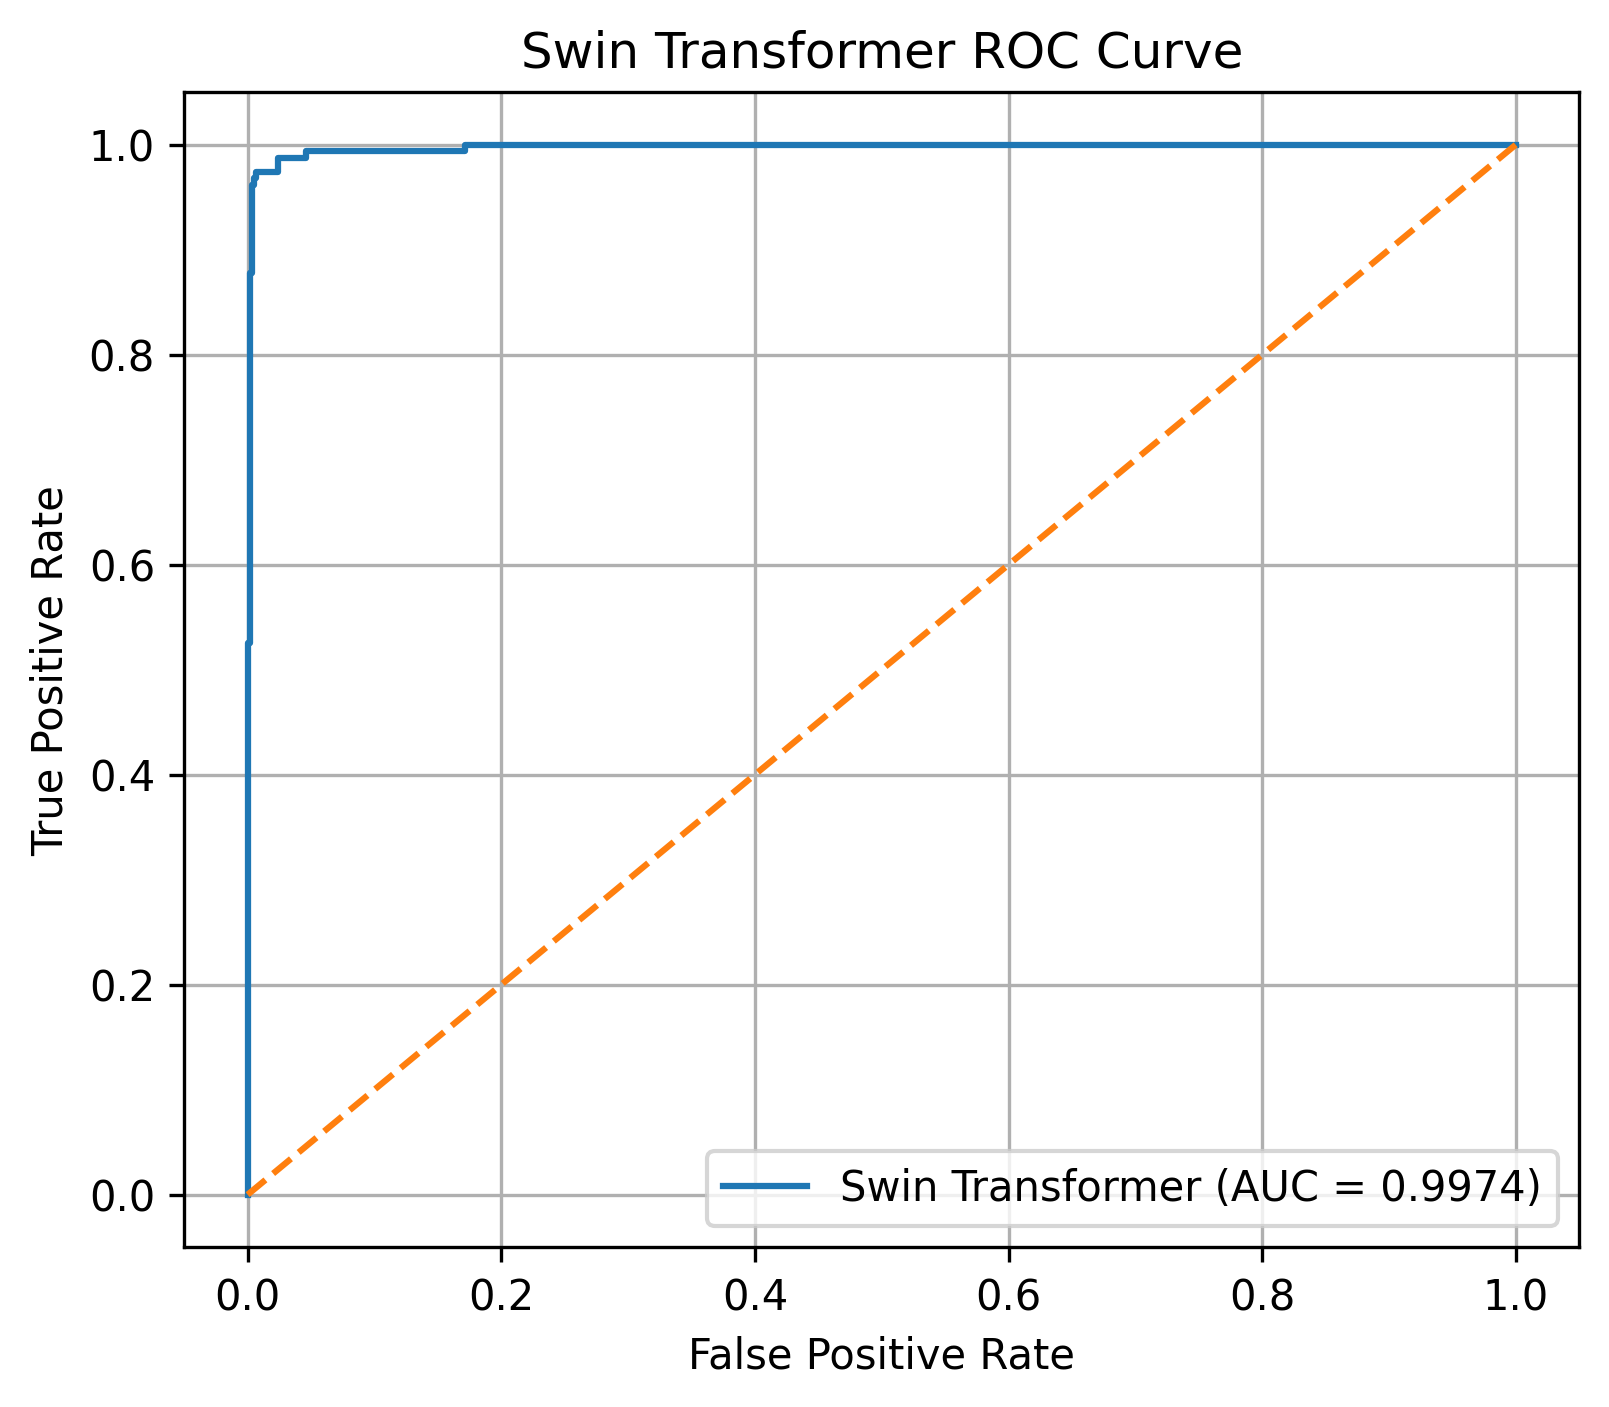 Swin Transformer ROC Curve
1.0
0.8
0.6
0.4
0.2
0.0
True Positive Rate
Swin Transformer (AUC = 0.9974)
0.0 0.2 0.4 0.6 0.8 1.0
False Positive Rate